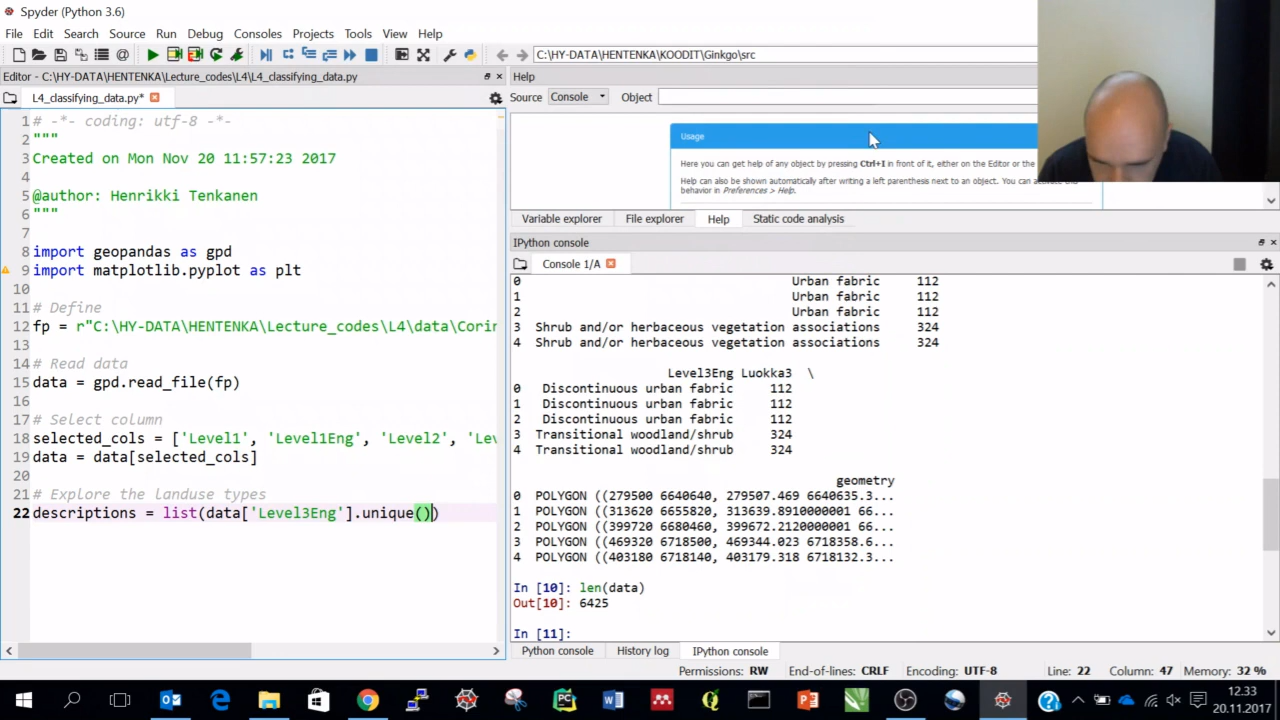 Spyder (Python 3.6)
File Edit Search Source Run Debug Consoles Projects Tools View Help
C:\HY-DATA\HENTENKA\KOODIT\Ginkgo\src
Editor - C:\HY-DATA\HENTENKA\Lecture_codes\L4\L4_classifying_data.py
L4_classifying_data.py*
1 # -*- coding: utf-8 -*-
2 """
3 Created on Mon Nov 20 11:57:23 2017
4
5 @author: Henrikki Tenkanen
6 """
7
8 import geopandas as gpd
9 import matplotlib.pyplot as plt
10
11 # Define
12 fp = r"C:\HY-DATA\HENTENKA\Lecture_codes\L4\data\Corin
13
14 # Read data
15 data = gpd.read_file(fp)
16
17 # Select column
18 selected_cols = ['Level1', 'Level1Eng', 'Level2', 'Lev
19 data = data[selected_cols]
20
21 # Explore the landuse types
22 descriptions = list(data['Level3Eng'].unique())
Help
Source Console Object
Usage
Here you can get help of any object by pressing Ctrl+I in front of it, either on the Editor or the
Help can also be shown automatically after writing a left parenthesis next to an object. You can activate this
behavior in Preferences > Help.
Variable explorer File explorer Help Static code analysis
IPython console
Console 1/A
0 Urban fabric 112
1 Urban fabric 112
2 Urban fabric 112
3 Shrub and/or herbaceous vegetation associations 324
4 Shrub and/or herbaceous vegetation associations 324
Level3Eng Luokka3 \
0 Discontinuous urban fabric 112
1 Discontinuous urban fabric 112
2 Discontinuous urban fabric 112
3 Transitional woodland/shrub 324
4 Transitional woodland/shrub 324
geometry
0 POLYGON ((279500 6640640, 279507.469 6640635.3...
1 POLYGON ((313620 6655820, 313639.8910000001 66...
2 POLYGON ((399720 6680460, 399672.2120000001 66...
3 POLYGON ((469320 6718500, 469344.023 6718358.6...
4 POLYGON ((403180 6718140, 403179.318 6718132.3...
In [10]: len(data)
Out[10]: 6425
In [11]:
Python console History log IPython console
Permissions: RW End-of-lines: CRLF Encoding: UTF-8 Line: 22 Column: 47 Memory: 32 %
12.33
20.11.2017